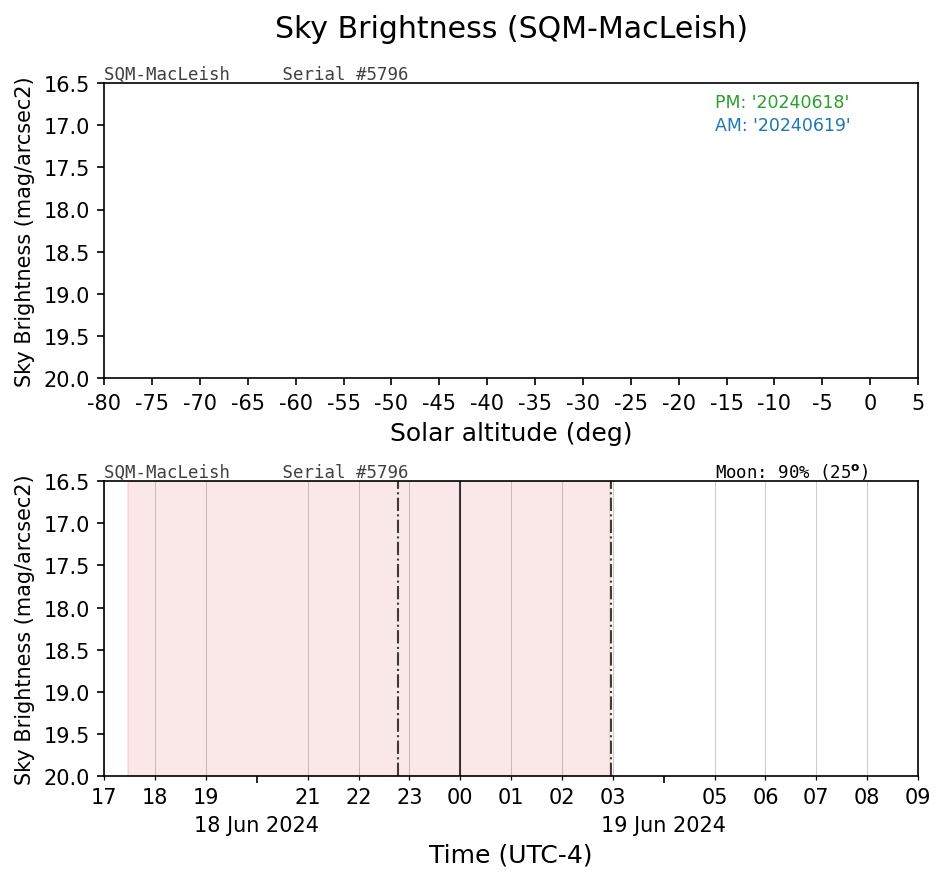 Sky Brightness (SQM-MacLeish)
SQM-MacLeish     Serial #5796
PM: '20240618'
AM: '20240619'
Sky Brightness (mag/arcsec2)
16.5
17.0
17.5
18.0
18.5
19.0
19.5
20.0
-80 -75 -70 -65 -60 -55 -50 -45 -40 -35 -30 -25 -20 -15 -10 -5 0 5
Solar altitude (deg)
SQM-MacLeish     Serial #5796     Moon: 90% (25°)
Sky Brightness (mag/arcsec2)
16.5
17.0
17.5
18.0
18.5
19.0
19.5
20.0
17 18 19 21 22 23 00 01 02 03 05 06 07 08 09
18 Jun 2024 19 Jun 2024
Time (UTC-4)